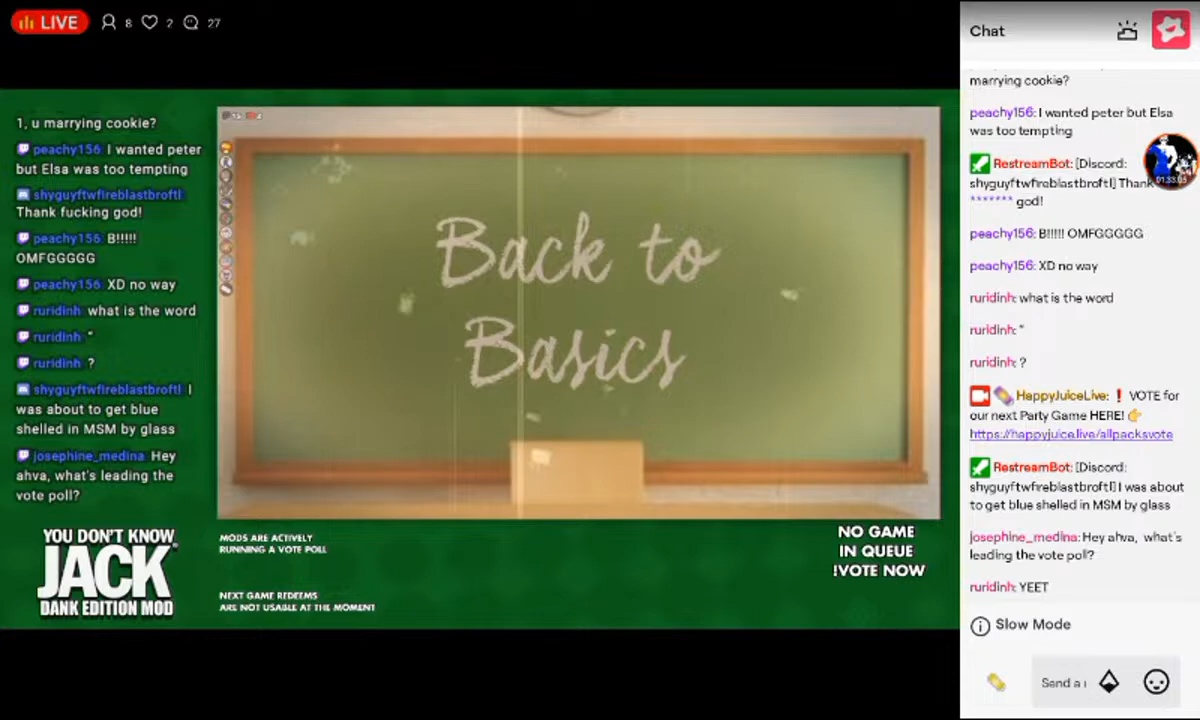 LIVE 8 2 27
1, u marrying cookie?
peachy156 I wanted peter
but Elsa was too tempting
shyguyftwfireblastbroftl
Thank fucking god!
peachy156 B!!!!!
OMFGGGGG
peachy156 XD no way
ruridinh what is the word
ruridinh "
ruridinh ?
shyguyftwfireblastbroftl I
was about to get blue
shelled in MSM by glass
josephine_medina Hey
ahva, what's leading the
vote poll?
Back to
Basics
YOU DON'T KNOW
JACK
DANK EDITION MOD
MODS ARE ACTIVELY
RUNNING A VOTE POLL
NEXT GAME REDEEMS
ARE NOT USABLE AT THE MOMENT
NO GAME
IN QUEUE
!VOTE NOW
Chat
marrying cookie?
peachy156: I wanted peter but Elsa
was too tempting
RestreamBot: [Discord:
shyguyftwfireblastbroftl] Thank
******* god!
01:33:05
peachy156: B!!!!! OMFGGGGG
peachy156: XD no way
ruridinh: what is the word
ruridinh: "
ruridinh: ?
HappyJuiceLive: ! VOTE for
our next Party Game HERE!
https://happyjuice.live/allpacksvote
RestreamBot: [Discord:
shyguyftwfireblastbroftl] I was about
to get blue shelled in MSM by glass
josephine_medina: Hey ahva, what's
leading the vote poll?
ruridinh: YEET
Slow Mode
Send a